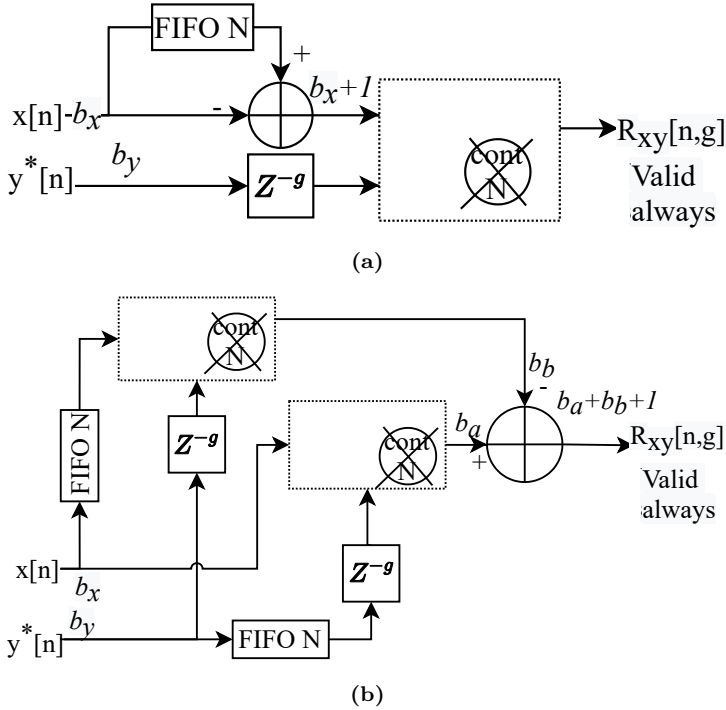 FIFO N
+
b_x+1
x[n] b_x
-
R_xy[n,g]
cont
N
b_y
y*[n]
Z^-g
Valid
always
(a)
cont
N
b_b
-
b_a+b_b+1
FIFO N
Z^-g
cont
N
b_a
+
R_xy[n,g]
Valid
always
x[n]
b_x
Z^-g
b_y
y*[n]
FIFO N
(b)